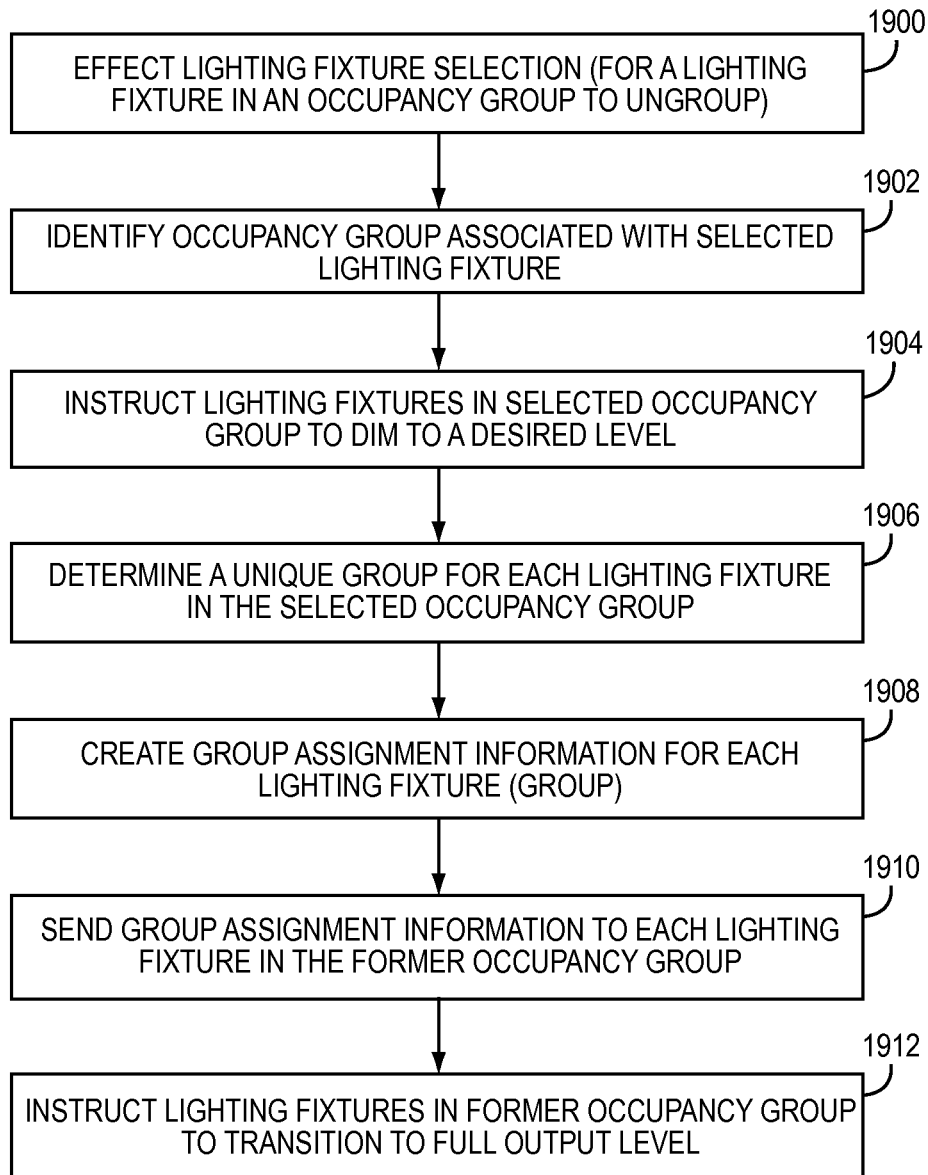 1900
EFFECT LIGHTING FIXTURE SELECTION (FOR A LIGHTING
FIXTURE IN AN OCCUPANCY GROUP TO UNGROUP)
1902
IDENTIFY OCCUPANCY GROUP ASSOCIATED WITH SELECTED
LIGHTING FIXTURE
1904
INSTRUCT LIGHTING FIXTURES IN SELECTED OCCUPANCY
GROUP TO DIM TO A DESIRED LEVEL
1906
DETERMINE A UNIQUE GROUP FOR EACH LIGHTING FIXTURE
IN THE SELECTED OCCUPANCY GROUP
1908
CREATE GROUP ASSIGNMENT INFORMATION FOR EACH
LIGHTING FIXTURE (GROUP)
1910
SEND GROUP ASSIGNMENT INFORMATION TO EACH LIGHTING
FIXTURE IN THE FORMER OCCUPANCY GROUP
1912
INSTRUCT LIGHTING FIXTURES IN FORMER OCCUPANCY GROUP
TO TRANSITION TO FULL OUTPUT LEVEL